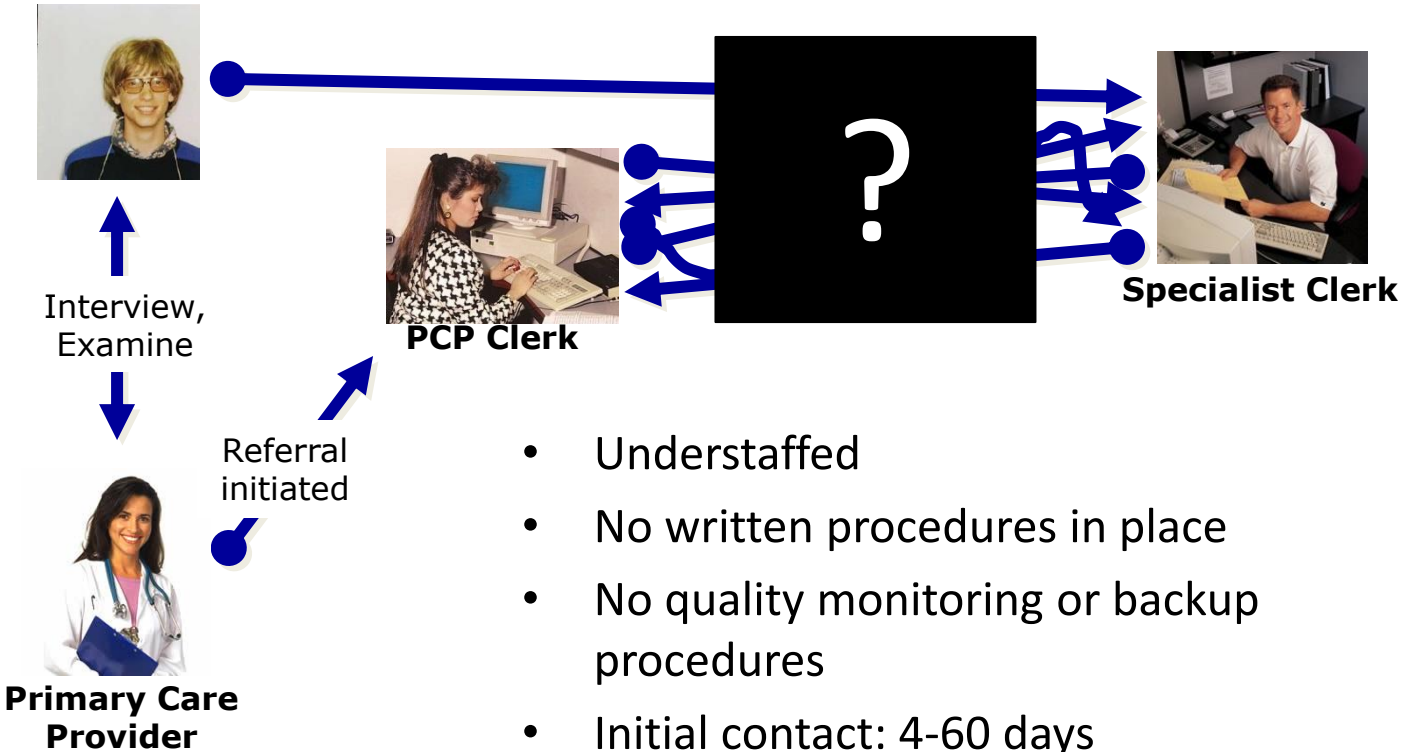 ?
Specialist Clerk
Interview,
Examine
PCP Clerk
Referral
initiated
• Understaffed
• No written procedures in place
• No quality monitoring or backup
procedures
Primary Care
Provider
• Initial contact: 4-60 days